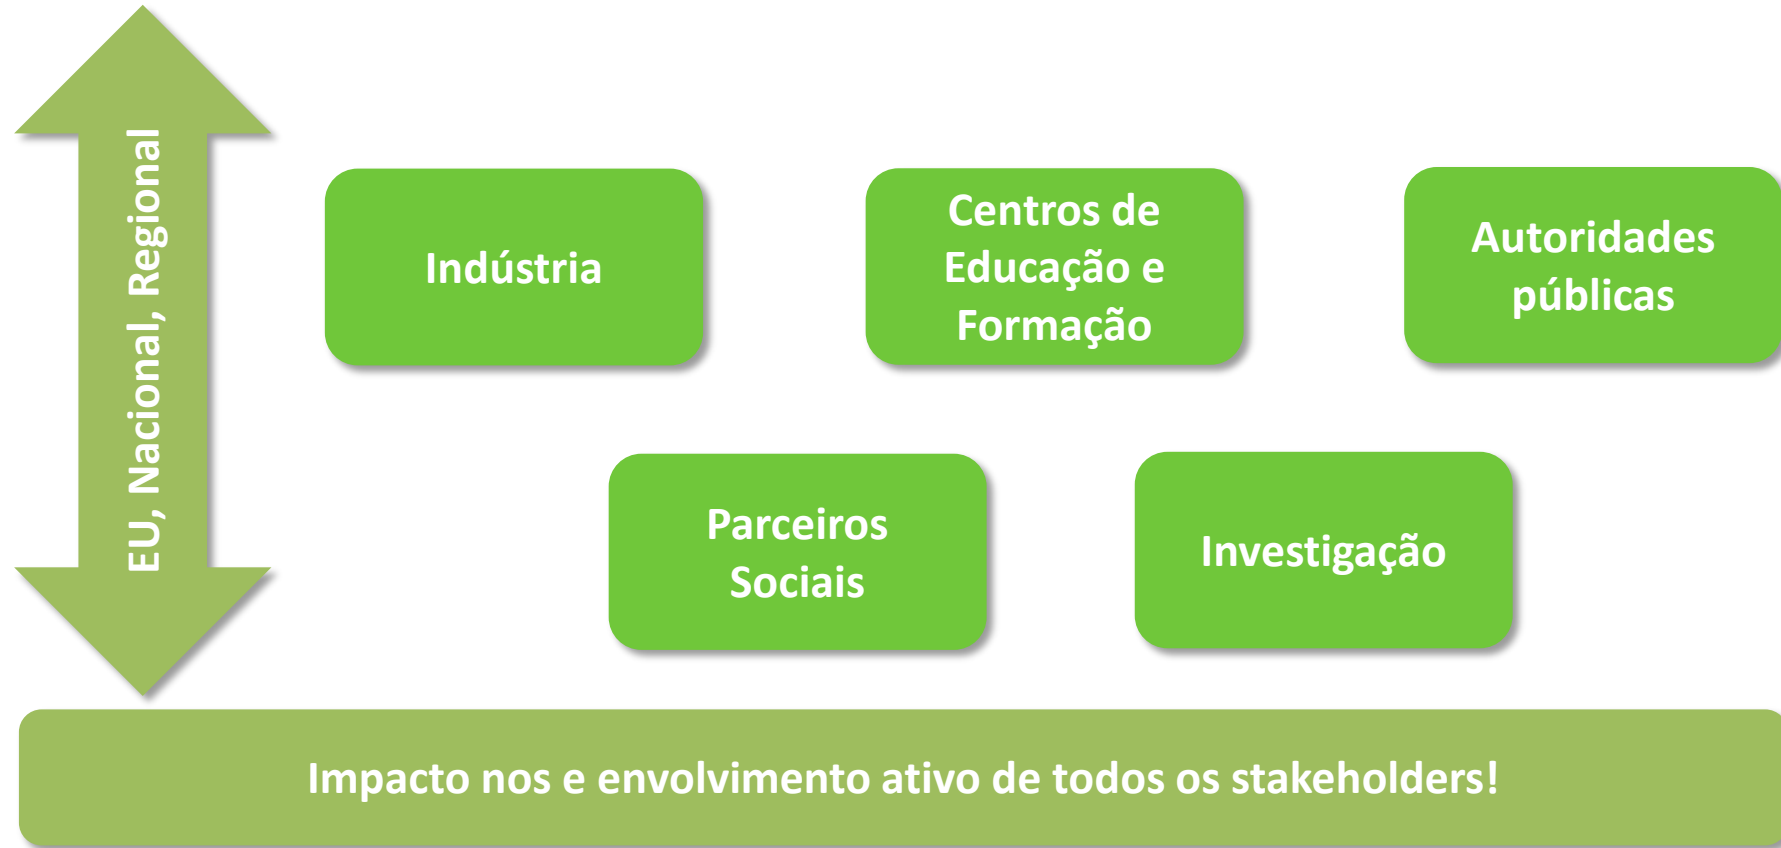 EU, Nacional, Regional
Indústria
Centros de
Educação e
Formação
Autoridades
públicas
Parceiros
Sociais
Investigação
Impacto nos e envolvimento ativo de todos os stakeholders!